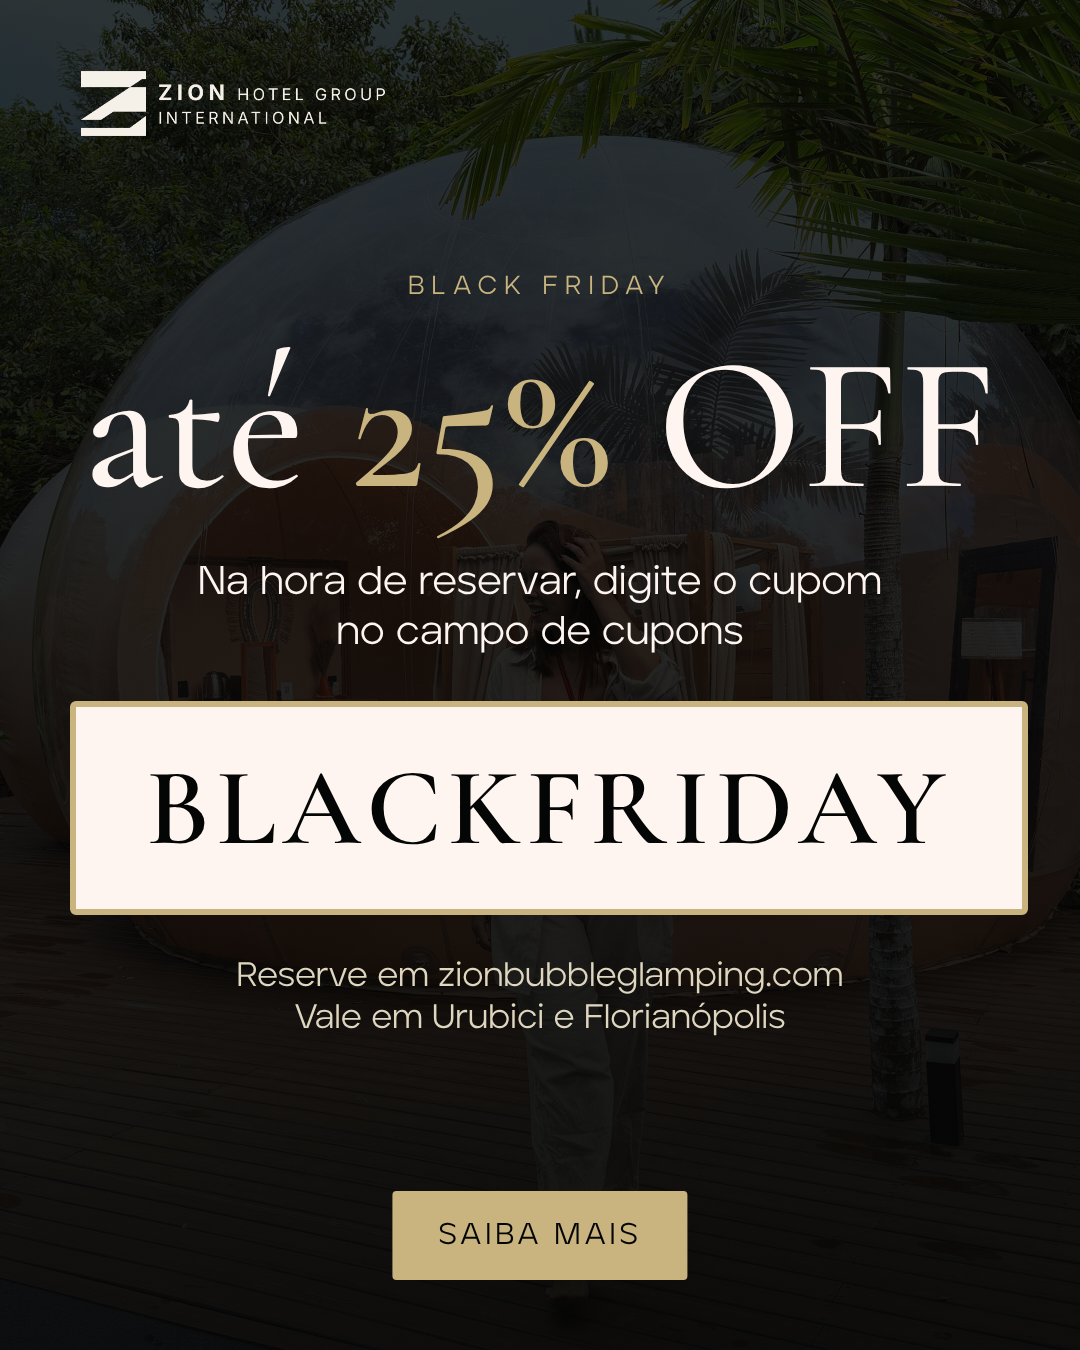 ZION HOTEL GROUP
INTERNATIONAL
BLACK FRIDAY
até 25% OFF
Na hora de reservar, digite o cupom
no campo de cupons
BLACKFRIDAY
Reserve em zionbubbleglamping.com
Vale em Urubici e Florianópolis
SAIBA MAIS